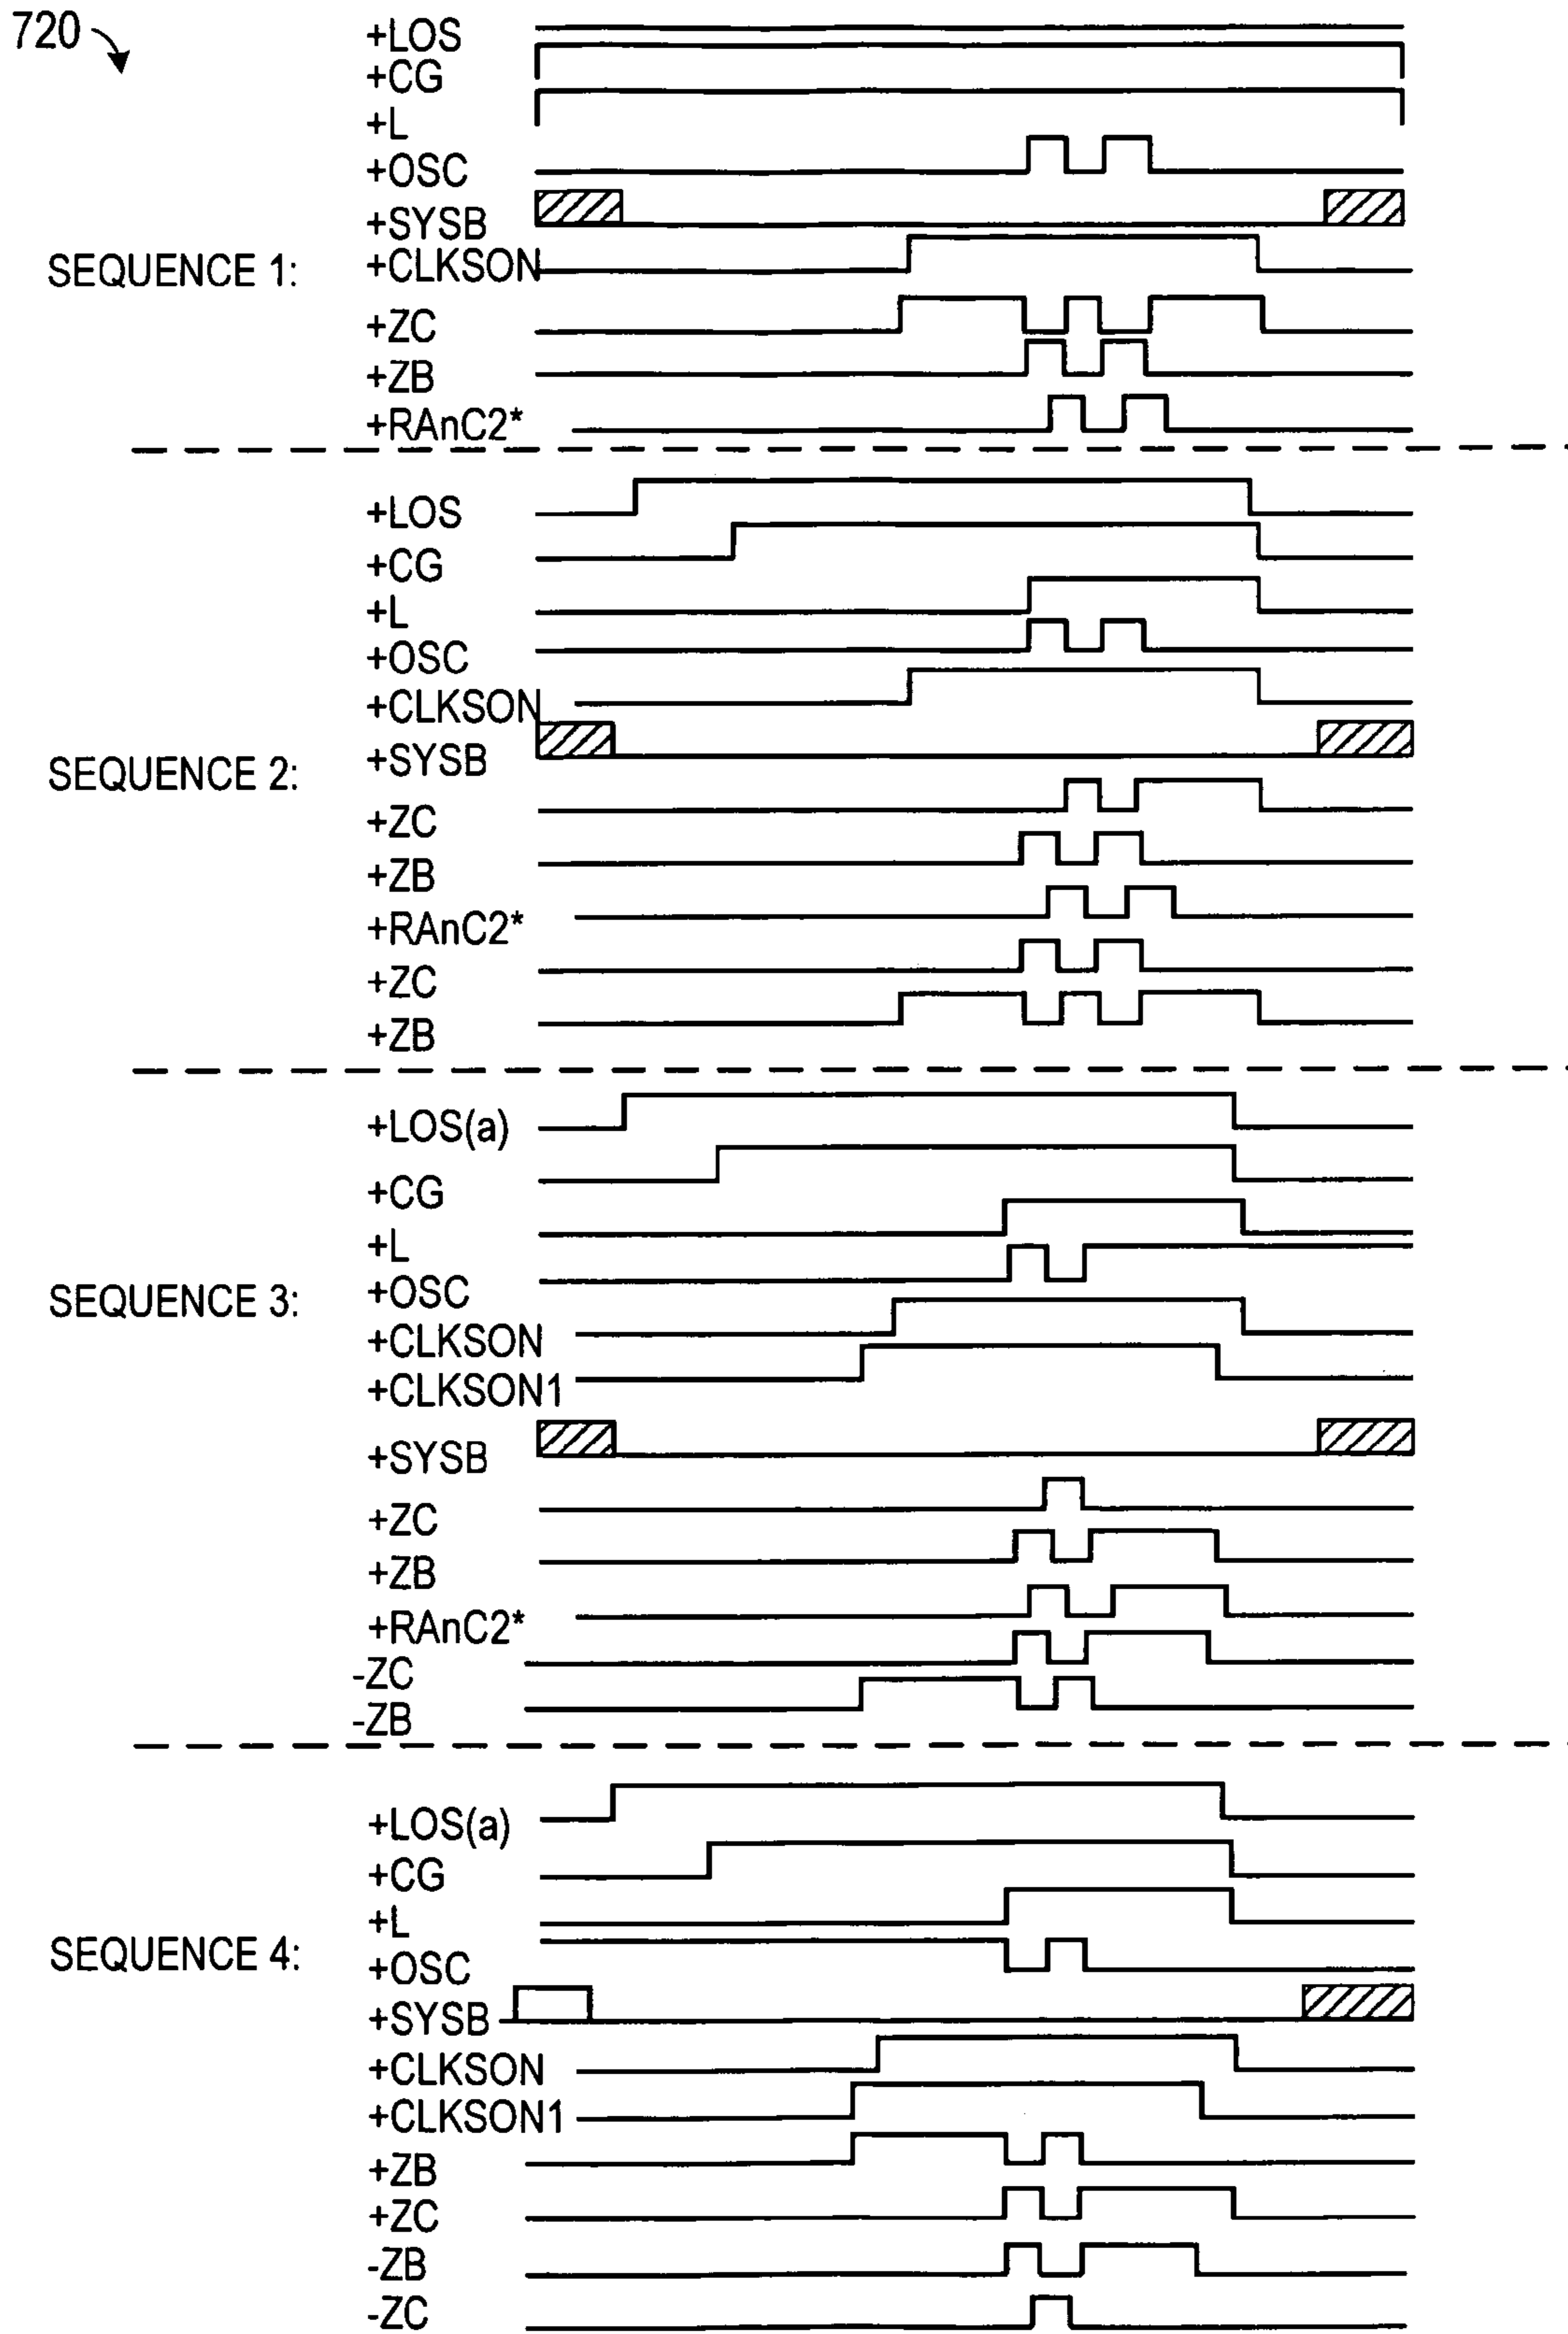 720
+LOS
+CG
+L
+OSC
+SYSB
SEQUENCE 1:
+CLKSON
+ZC
+ZB
+RAnC2*
+LOS
+CG
+L
+OSC
+CLKSON
+SYSB
SEQUENCE 2:
+ZC
+ZB
+RAnC2*
+ZC
+ZB
+LOS(a)
+CG
+L
+OSC
SEQUENCE 3:
+CLKSON
+CLKSON1
+SYSB
+ZC
+ZB
+RAnC2*
-ZC
-ZB
+LOS(a)
+CG
+L
SEQUENCE 4:
+OSC
+SYSB
+CLKSON
+CLKSON1
+ZB
+ZC
-ZB
-ZC